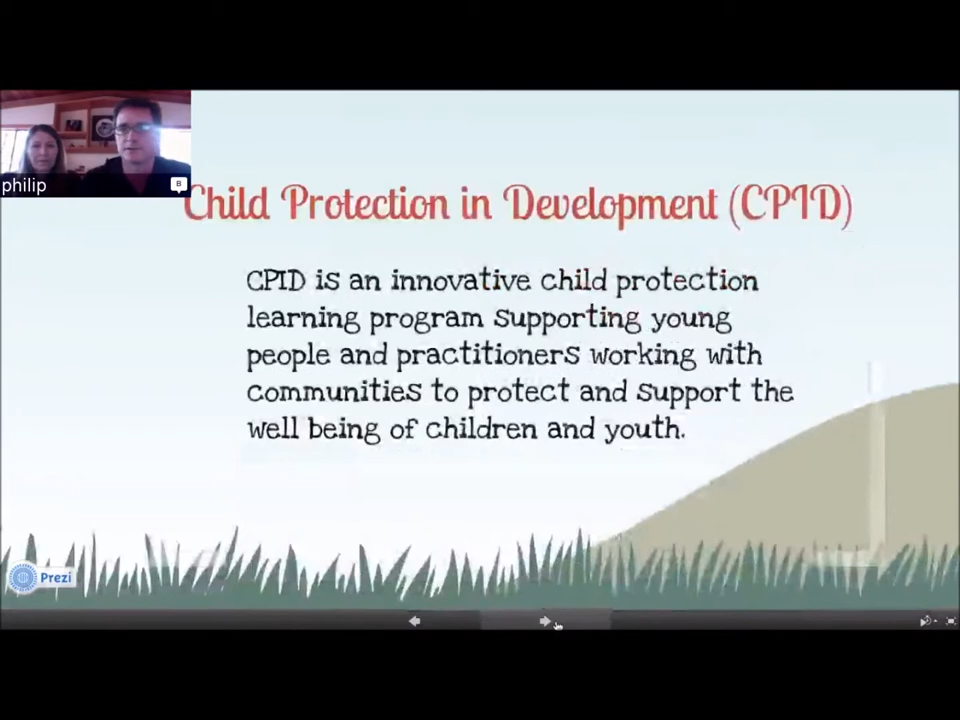 philip
B
Child Protection in Development (CPID)
CPID is an innovative child protection
learning program supporting young
people and practitioners working with
communities to protect and support the
well being of children and youth.
Prezi